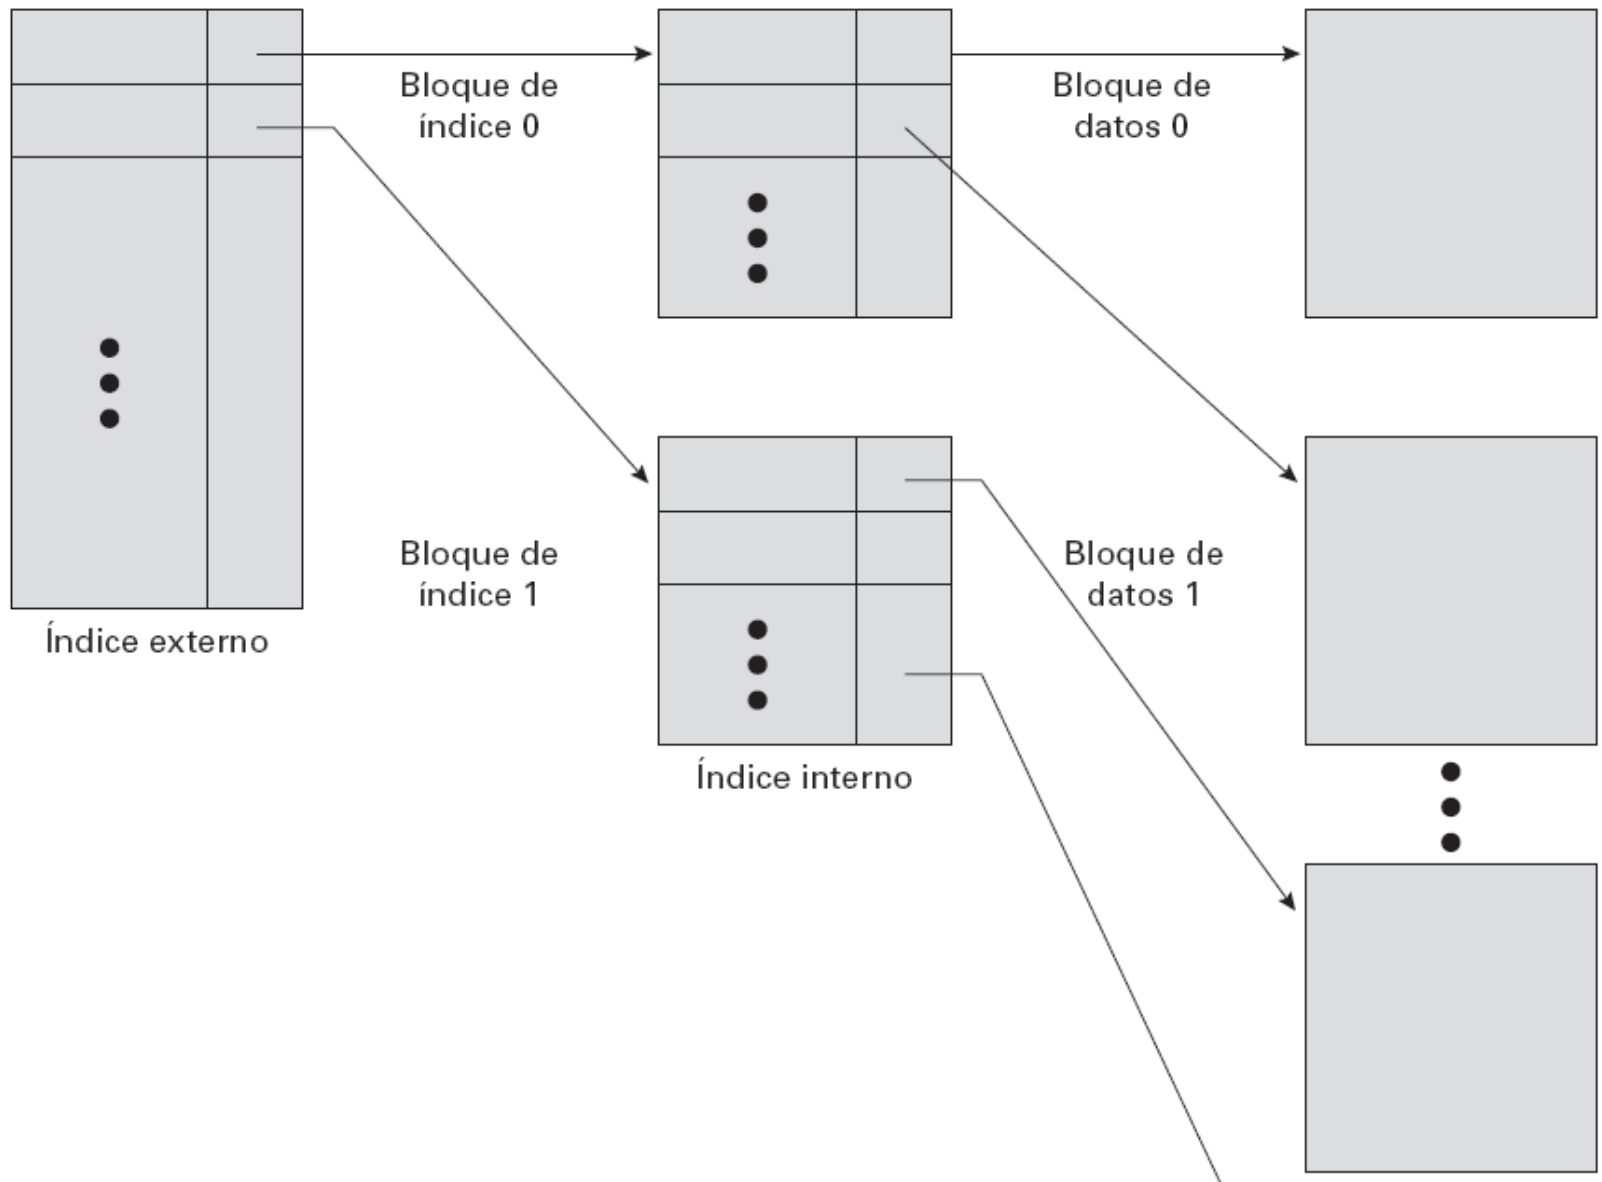 Bloque de
índice 0
Bloque de
datos 0
Bloque de
índice 1
Bloque de
datos 1
Índice externo
Índice interno